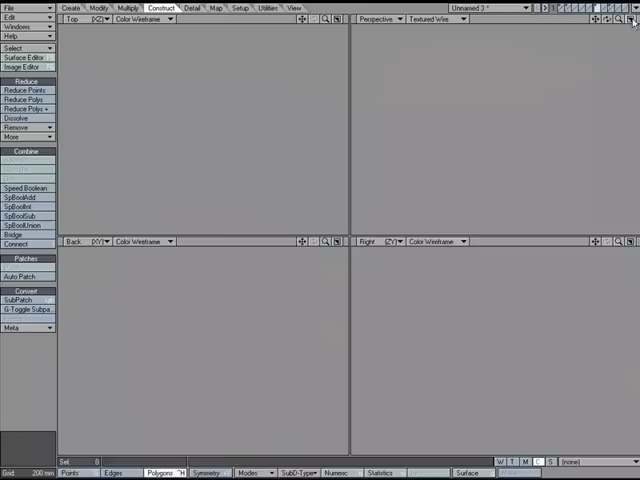 File Create Modify Multiply Construct Detail Map Setup Utilities View Unnamed 3 *
Edit
Windows
Help
Select
Surface Editor
Image Editor
Reduce
Reduce Points
Reduce Polys
Reduce Polys +
Dissolve
Remove
More
Combine
Speed Boolean
SpBoolAdd
SpBoolInt
SpBoolSub
SpBoolUnion
Bridge
Connect
Patches
Auto Patch
Convert
SubPatch
G-Toggle Subpa...
Meta
Top (XZ) Color Wireframe
Perspective Textured Wire
Back (XY) Color Wireframe
Right (ZY) Color Wireframe
Sel: 0 W T M C S (none)
Grid: 200 mm Points Edges Polygons ^H Symmetry Modes SubD-Type Numeric Statistics Surface